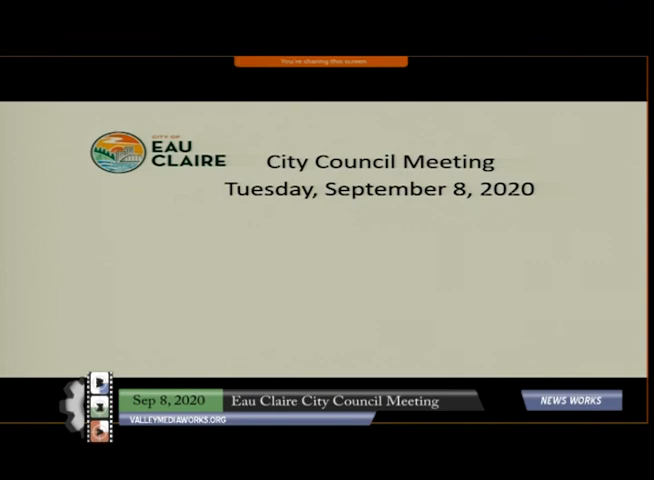 You're sharing this screen
CITY OF
EAU
CLAIRE
City Council Meeting
Tuesday, September 8, 2020
Sep 8, 2020
Eau Claire City Council Meeting
NEWS WORKS
VALLEYMEDIAWORKS.ORG